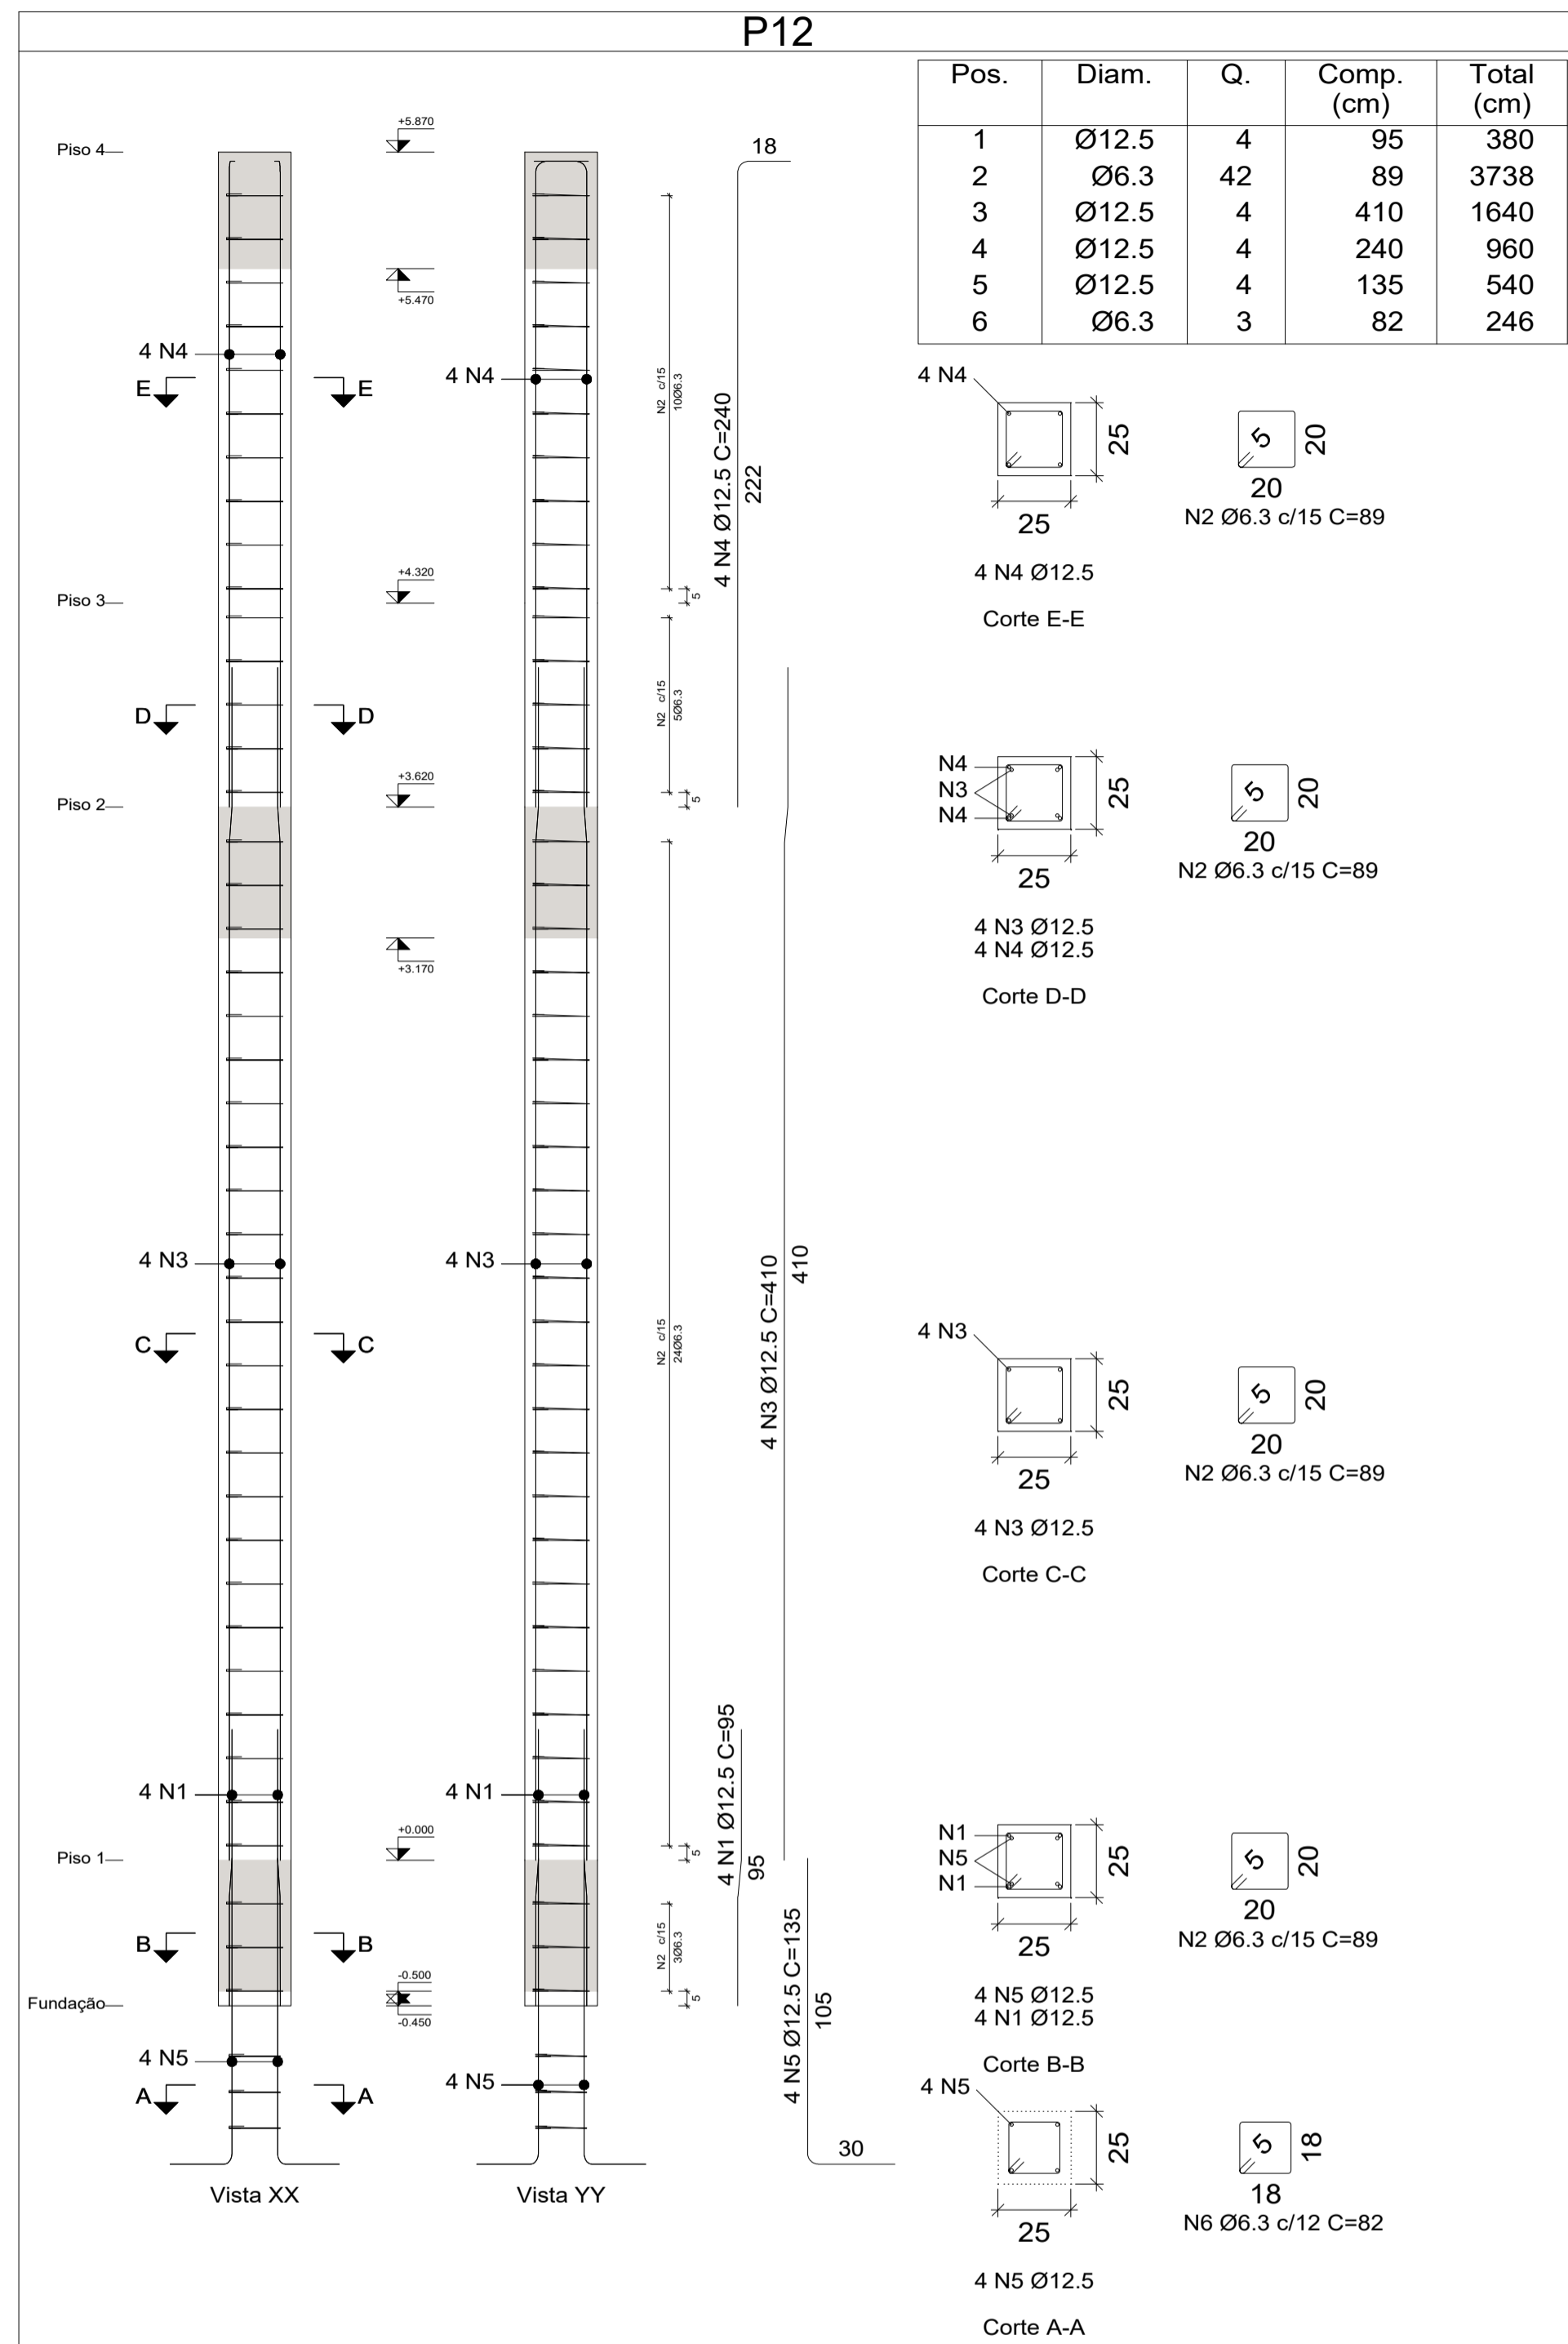 P12
Pos. Diam. Q. Comp. (cm) Total (cm)
1 Ø12.5 4 95 380
2 Ø6.3 42 89 3738
3 Ø12.5 4 410 1640
4 Ø12.5 4 240 960
5 Ø12.5 4 135 540
6 Ø6.3 3 82 246
Piso 4
+5.870
+5.470
4 N4
E E
4 N4
N2 c/15
10Ø6.3
18
4 N4 Ø12.5 C=240
222
Piso 3
+4.320
5
D D
N2 c/15
5Ø6.3
Piso 2
+3.620
5
+3.170
4 N3
4 N3
C C
N2 c/15
24Ø6.3
4 N3 Ø12.5 C=410
410
4 N1
4 N1
4 N1 Ø12.5 C=95
95
Piso 1
+0.000
5
B B
N2 c/15
3Ø6.3
Fundação
-0.500
-0.450
5
4 N5
4 N5
A A
4 N5 Ø12.5 C=135
105
30
Vista XX
Vista YY
4 N4
25
25
4 N4 Ø12.5
Corte E-E
5
20
20
N2 Ø6.3 c/15 C=89
N4
N3
N4
25
25
4 N3 Ø12.5
4 N4 Ø12.5
Corte D-D
5
20
20
N2 Ø6.3 c/15 C=89
4 N3
25
25
4 N3 Ø12.5
Corte C-C
5
20
20
N2 Ø6.3 c/15 C=89
N1
N5
N1
25
25
4 N5 Ø12.5
4 N1 Ø12.5
Corte B-B
5
20
20
N2 Ø6.3 c/15 C=89
4 N5
25
25
4 N5 Ø12.5
Corte A-A
5
18
18
N6 Ø6.3 c/12 C=82